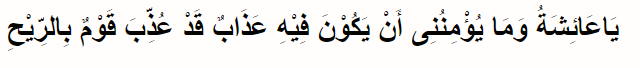 يَاعَائِشَةُ وَمَا يُؤْمِنُنِى أَنْ يَكُوْنَ فِيْهِ عَذَابٌ قَدْ عُذِّبَ قَوْمٌ بِالرِّيْحِ